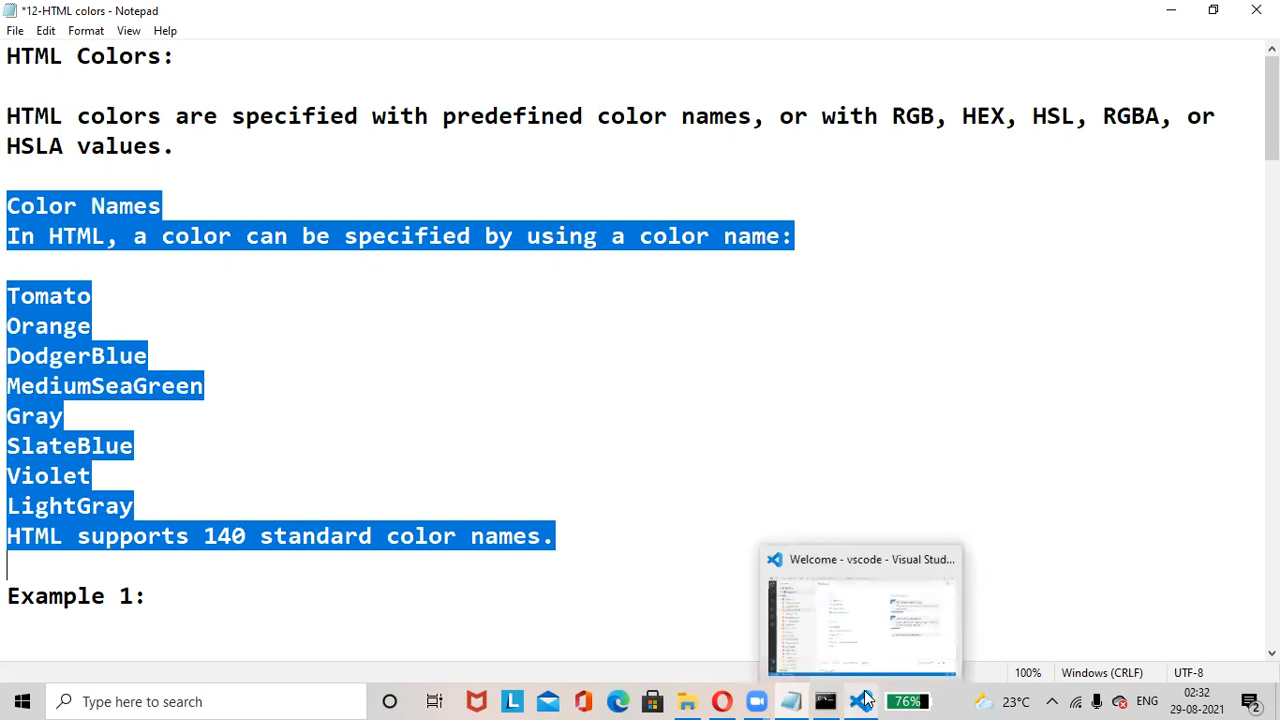 *12-HTML colors - Notepad
File Edit Format View Help
HTML Colors:
HTML colors are specified with predefined color names, or with RGB, HEX, HSL, RGBA, or
HSLA values.
Color Names
In HTML, a color can be specified by using a color name:
Tomato
Orange
DodgerBlue
MediumSeaGreen
Gray
SlateBlue
Violet
LightGray
HTML supports 140 standard color names.
Example 1:
Welcome - vscode - Visual Stud...
100% Windows (CRLF) UTF-8
Type here to search
76%
23°C
ENG
02:32
29-08-2021
2